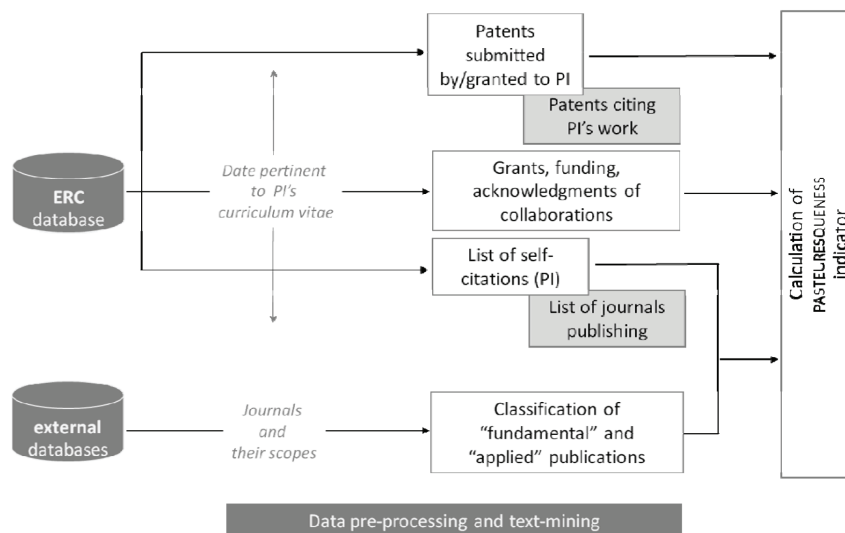 Patents
submitted
by/granted to PI
Patents citing
PI's work
ERC
database
Date pertinent
to PI's
curriculum vitae
Grants, funding,
acknowledgments of
collaborations
List of self-
citations (PI)
List of journals
publishing
external
databases
Journals
and
their scopes
Classification of
“fundamental” and
“applied” publications
Calculation of
PASTEURESQUENESS
indicator
Data pre-processing and text-mining